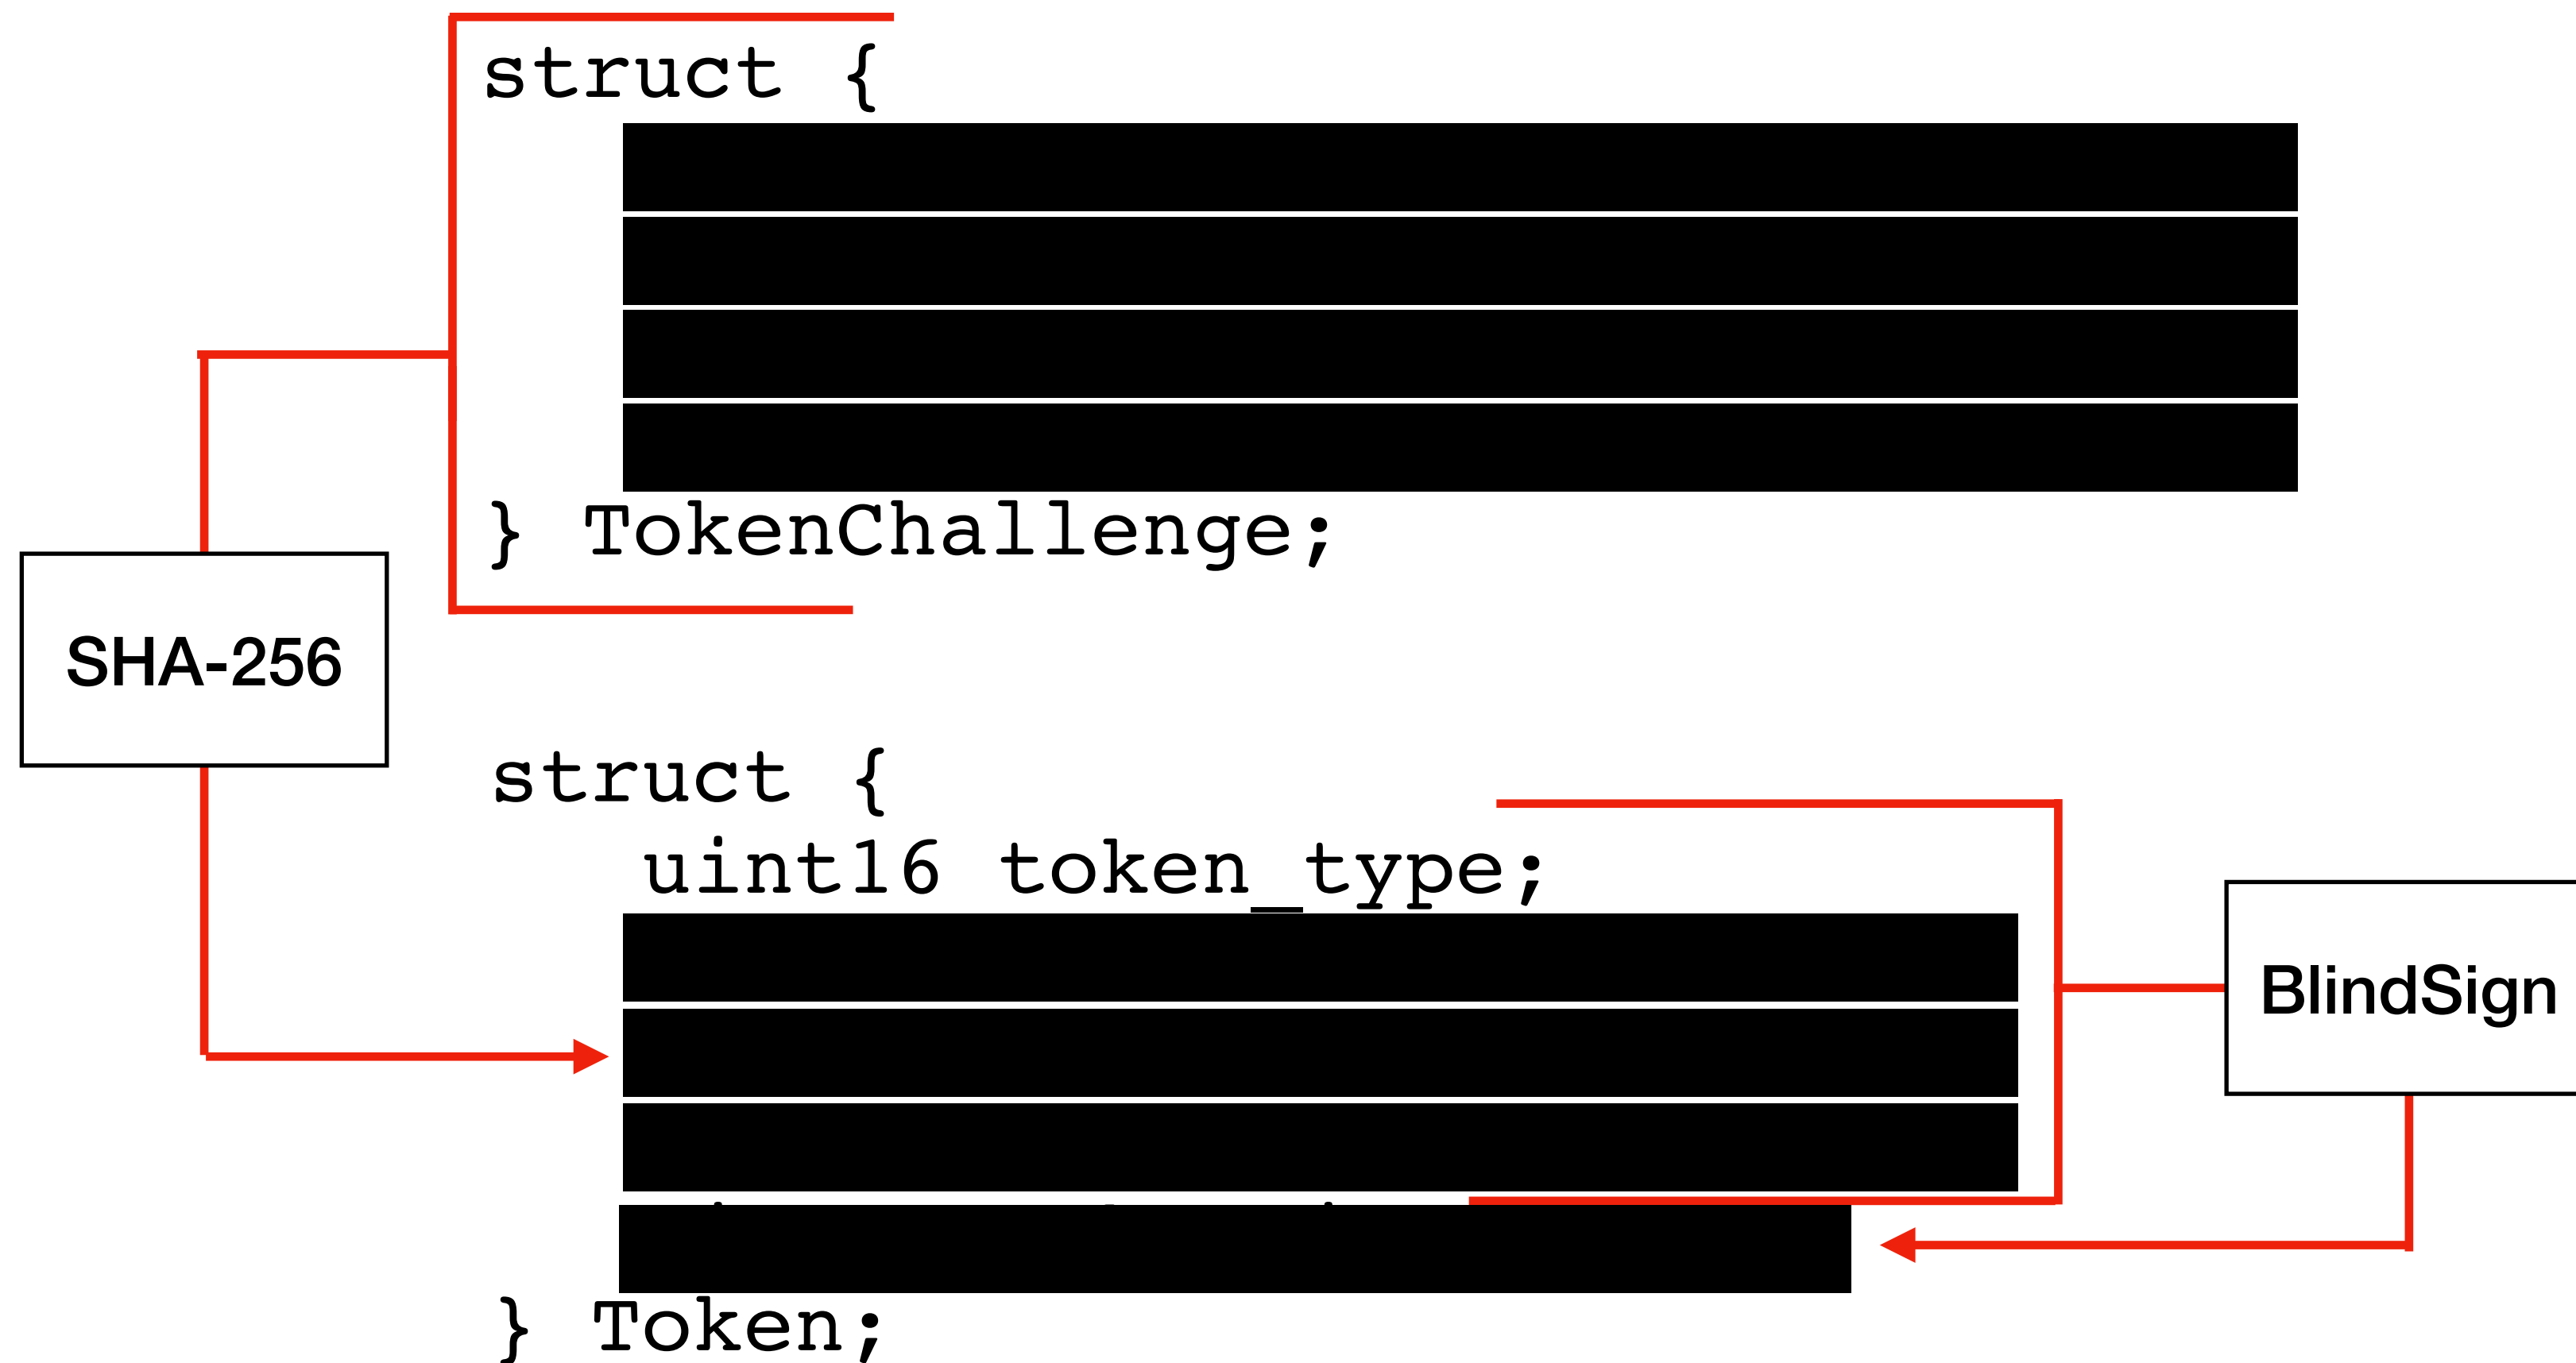 struct {
} TokenChallenge;
SHA-256
struct {
uint16 token_type;
BlindSign
} Token;